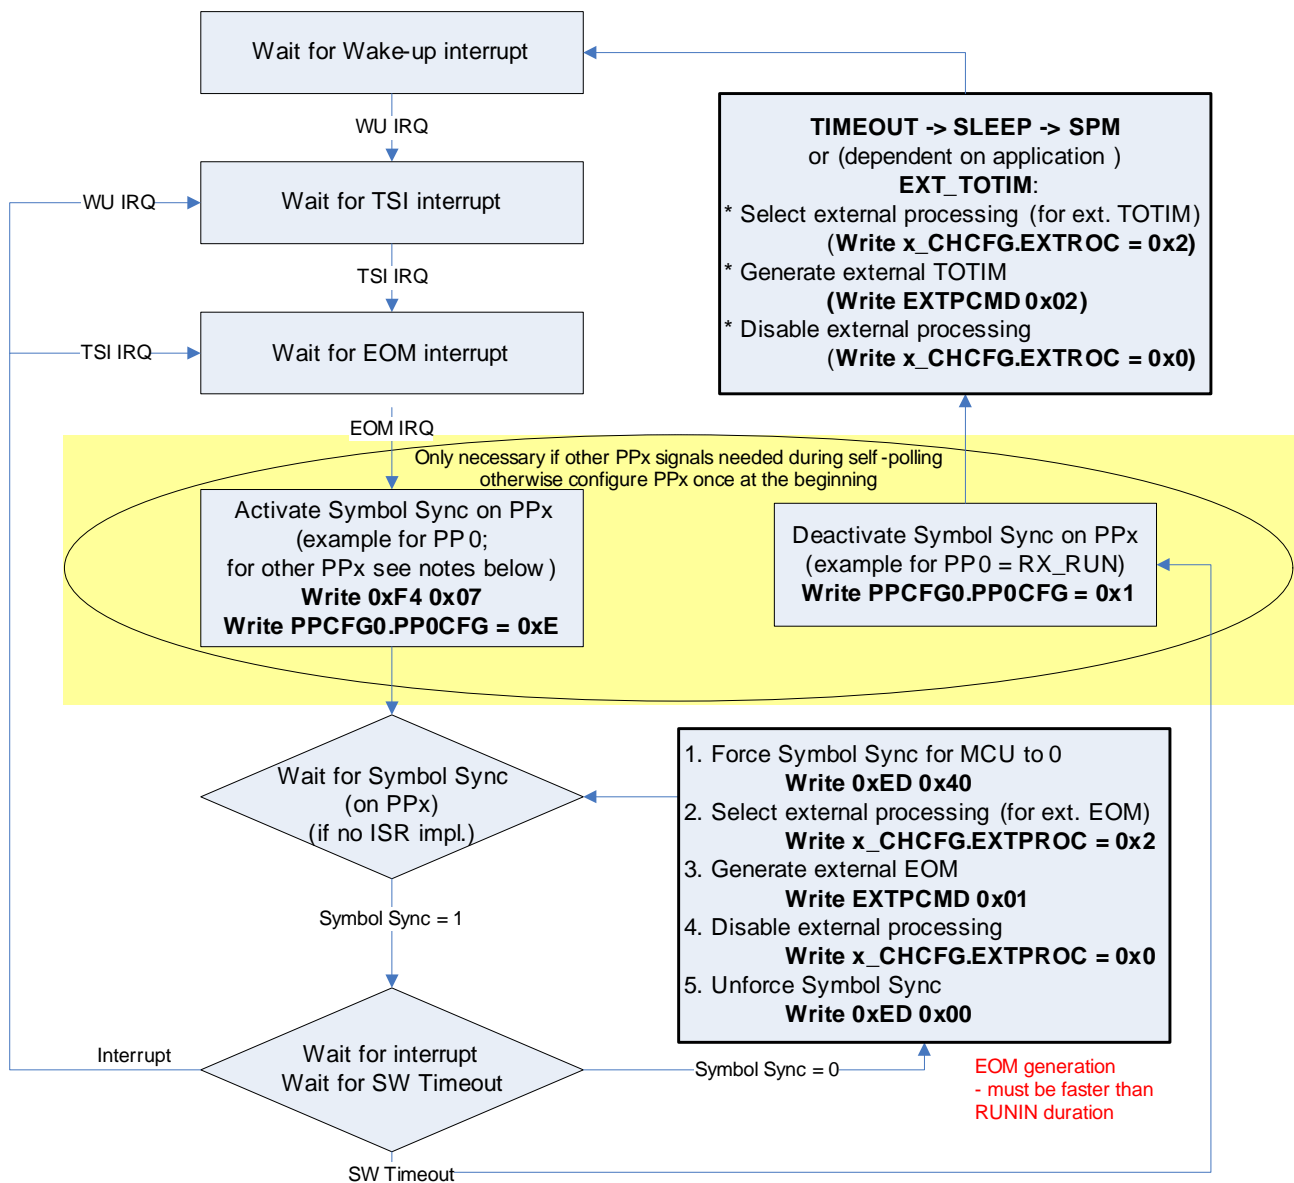 Wait for Wake-up interrupt
WU IRQ
WU IRQ
Wait for TSI interrupt
TSI IRQ
TSI IRQ
Wait for EOM interrupt
EOM IRQ
TIMEOUT -> SLEEP -> SPM
or (dependent on application )
EXT_TOTIM:
* Select external processing (for ext. TOTIM)
(Write x_CHCFG.EXTROC = 0x2)
* Generate external TOTIM
(Write EXTPCMD 0x02)
* Disable external processing
(Write x_CHCFG.EXTROC = 0x0)
Only necessary if other PPx signals needed during self -polling
otherwise configure PPx once at the beginning
Activate Symbol Sync on PPx
(example for PP 0;
for other PPx see notes below )
Write 0xF4 0x07
Write PPCFG0.PP0CFG = 0xE
Deactivate Symbol Sync on PPx
(example for PP 0 = RX_RUN)
Write PPCFG0.PP0CFG = 0x1
Wait for Symbol Sync
(on PPx)
(if no ISR impl.)
Symbol Sync = 1
1. Force Symbol Sync for MCU to 0
Write 0xED 0x40
2. Select external processing (for ext. EOM)
Write x_CHCFG.EXTPROC = 0x2
3. Generate external EOM
Write EXTPCMD 0x01
4. Disable external processing
Write x_CHCFG.EXTPROC = 0x0
5. Unforce Symbol Sync
Write 0xED 0x00
Interrupt
Wait for interrupt
Wait for SW Timeout
Symbol Sync = 0
EOM generation
- must be faster than
RUNIN duration
SW Timeout